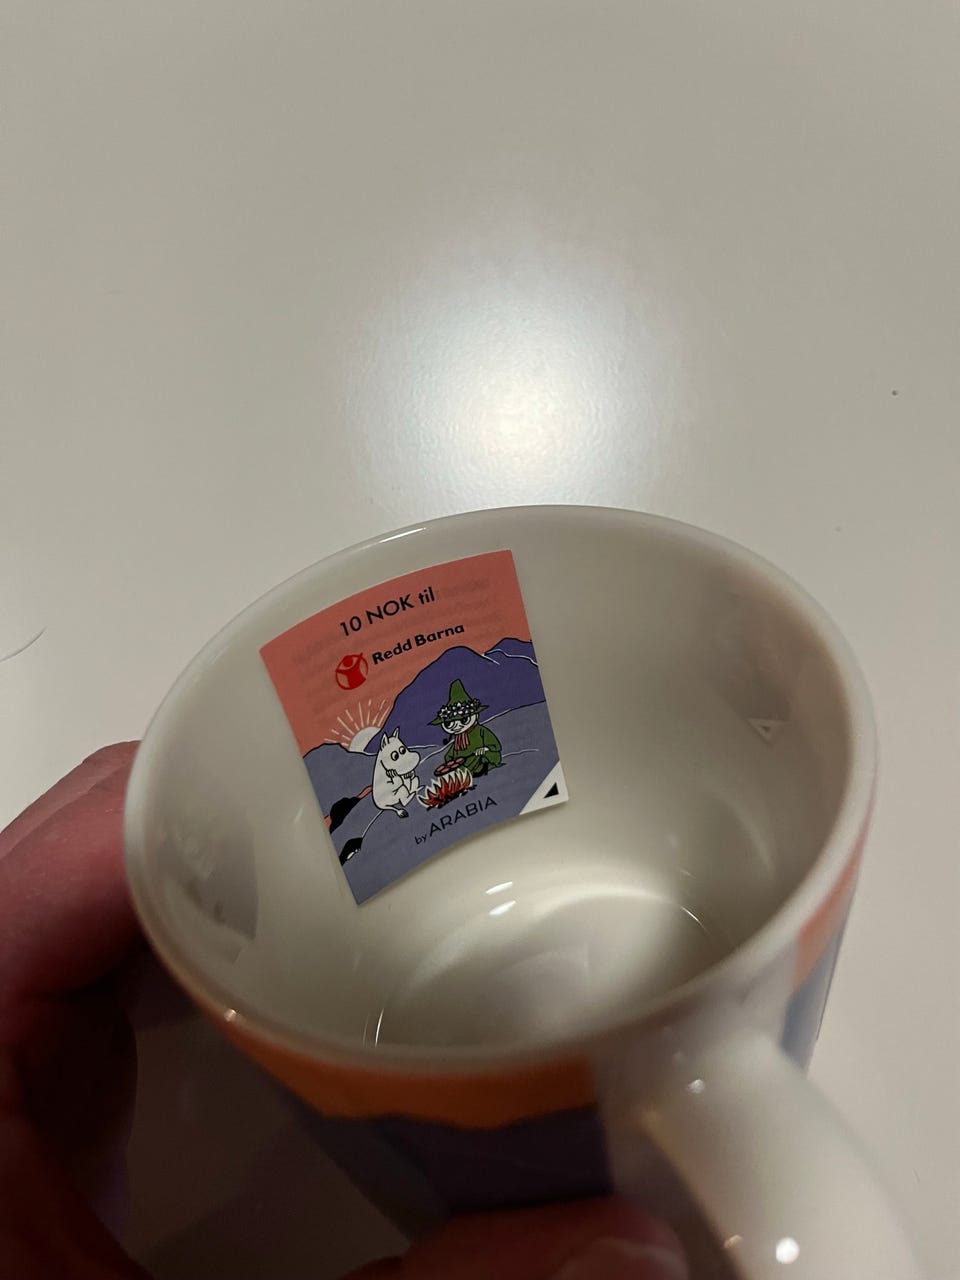 10 NOK til
Redd Barna
by ARABIA